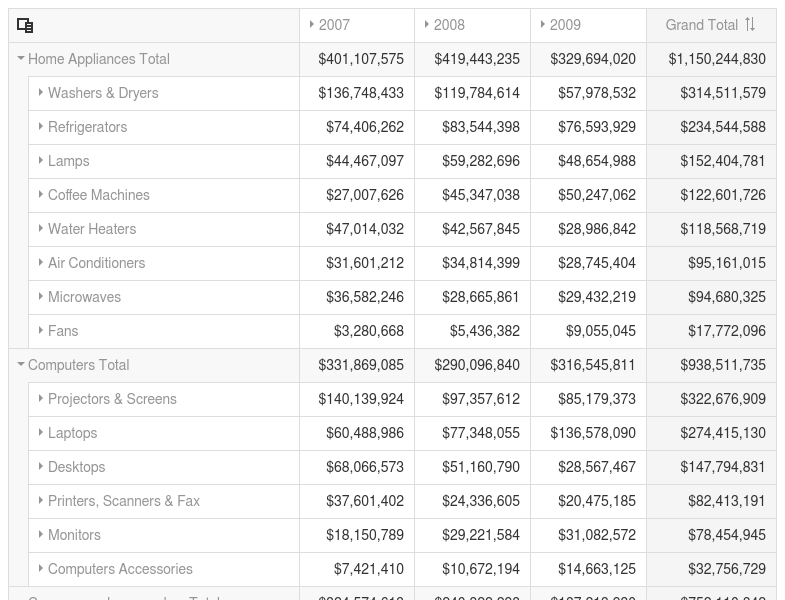 2007 2008 2009 Grand Total
Home Appliances Total $401,107,575 $419,443,235 $329,694,020 $1,150,244,830
Washers & Dryers $136,748,433 $119,784,614 $57,978,532 $314,511,579
Refrigerators $74,406,262 $83,544,398 $76,593,929 $234,544,588
Lamps $44,467,097 $59,282,696 $48,654,988 $152,404,781
Coffee Machines $27,007,626 $45,347,038 $50,247,062 $122,601,726
Water Heaters $47,014,032 $42,567,845 $28,986,842 $118,568,719
Air Conditioners $31,601,212 $34,814,399 $28,745,404 $95,161,015
Microwaves $36,582,246 $28,665,861 $29,432,219 $94,680,325
Fans $3,280,668 $5,436,382 $9,055,045 $17,772,096
Computers Total $331,869,085 $290,096,840 $316,545,811 $938,511,735
Projectors & Screens $140,139,924 $97,357,612 $85,179,373 $322,676,909
Laptops $60,488,986 $77,348,055 $136,578,090 $274,415,130
Desktops $68,066,573 $51,160,790 $28,567,467 $147,794,831
Printers, Scanners & Fax $37,601,402 $24,336,605 $20,475,185 $82,413,191
Monitors $18,150,789 $29,221,584 $31,082,572 $78,454,945
Computers Accessories $7,421,410 $10,672,194 $14,663,125 $32,756,729